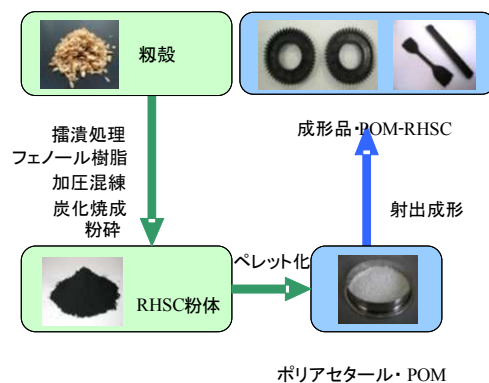 籾殻
成形品・POM-RHSC
擂潰処理
フェノール樹脂
加圧混練
炭化焼成
粉砕
射出成形
ペレット化
RHSC粉体
ポリアセタール・ POM